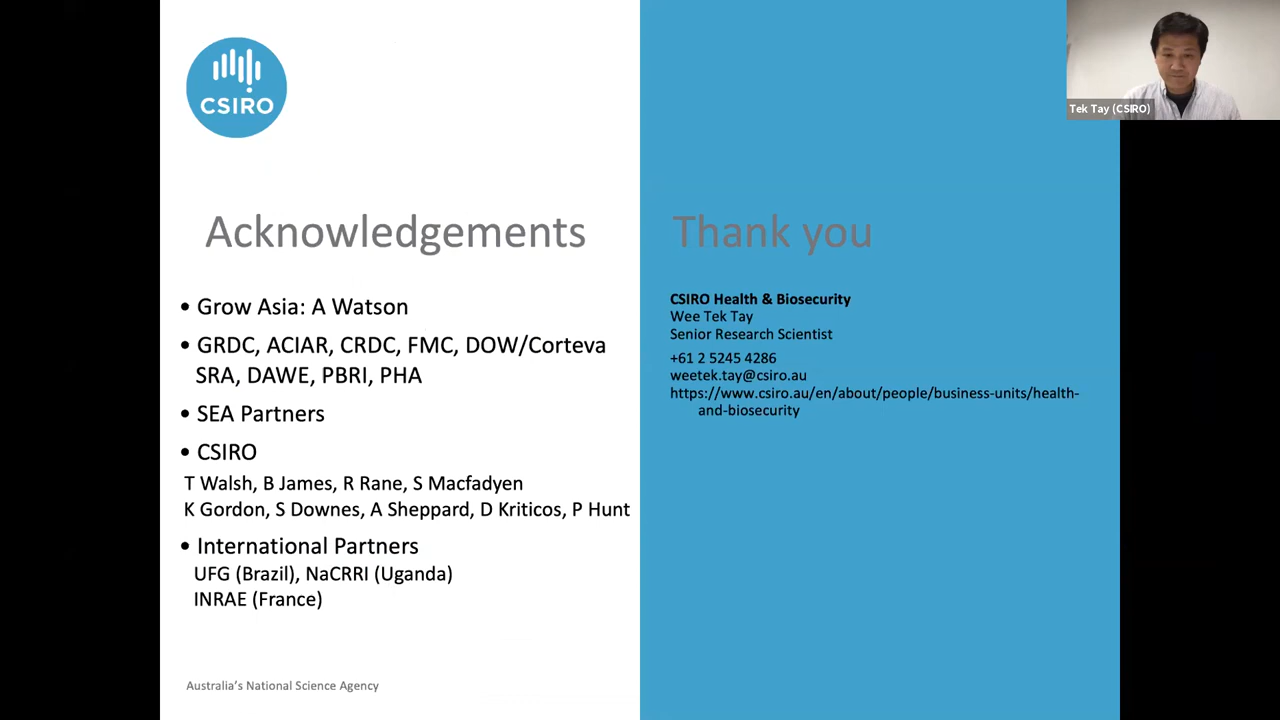 CSIRO
Tek Tay (CSIRO)
Acknowledgements
• Grow Asia: A Watson
• GRDC, ACIAR, CRDC, FMC, DOW/Corteva
SRA, DAWE, PBRI, PHA
• SEA Partners
• CSIRO
T Walsh, B James, R Rane, S Macfadyen
K Gordon, S Downes, A Sheppard, D Kriticos, P Hunt
• International Partners
UFG (Brazil), NaCRRI (Uganda)
INRAE (France)
Australia's National Science Agency
Thank you
CSIRO Health & Biosecurity
Wee Tek Tay
Senior Research Scientist
+61 2 5245 4286
weetek.tay@csiro.au
https://www.csiro.au/en/about/people/business-units/health-
and-biosecurity